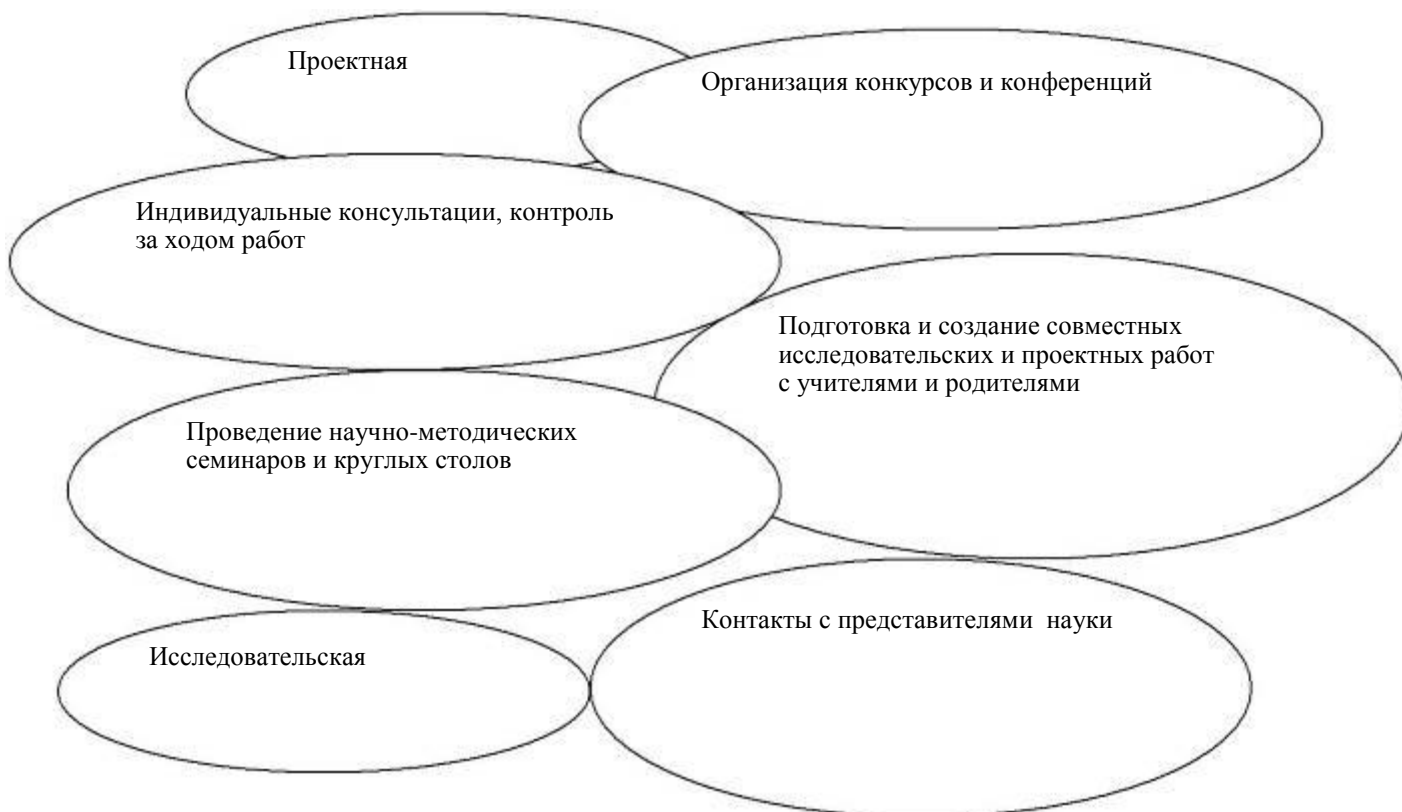 Проектная
Организация конкурсов и конференций
Индивидуальные консультации, контроль
за ходом работ
Подготовка и создание совместных
исследовательских и проектных работ
с учителями и родителями
Проведение научно-методических
семинаров и круглых столов
Контакты с представителями  науки
Исследовательская